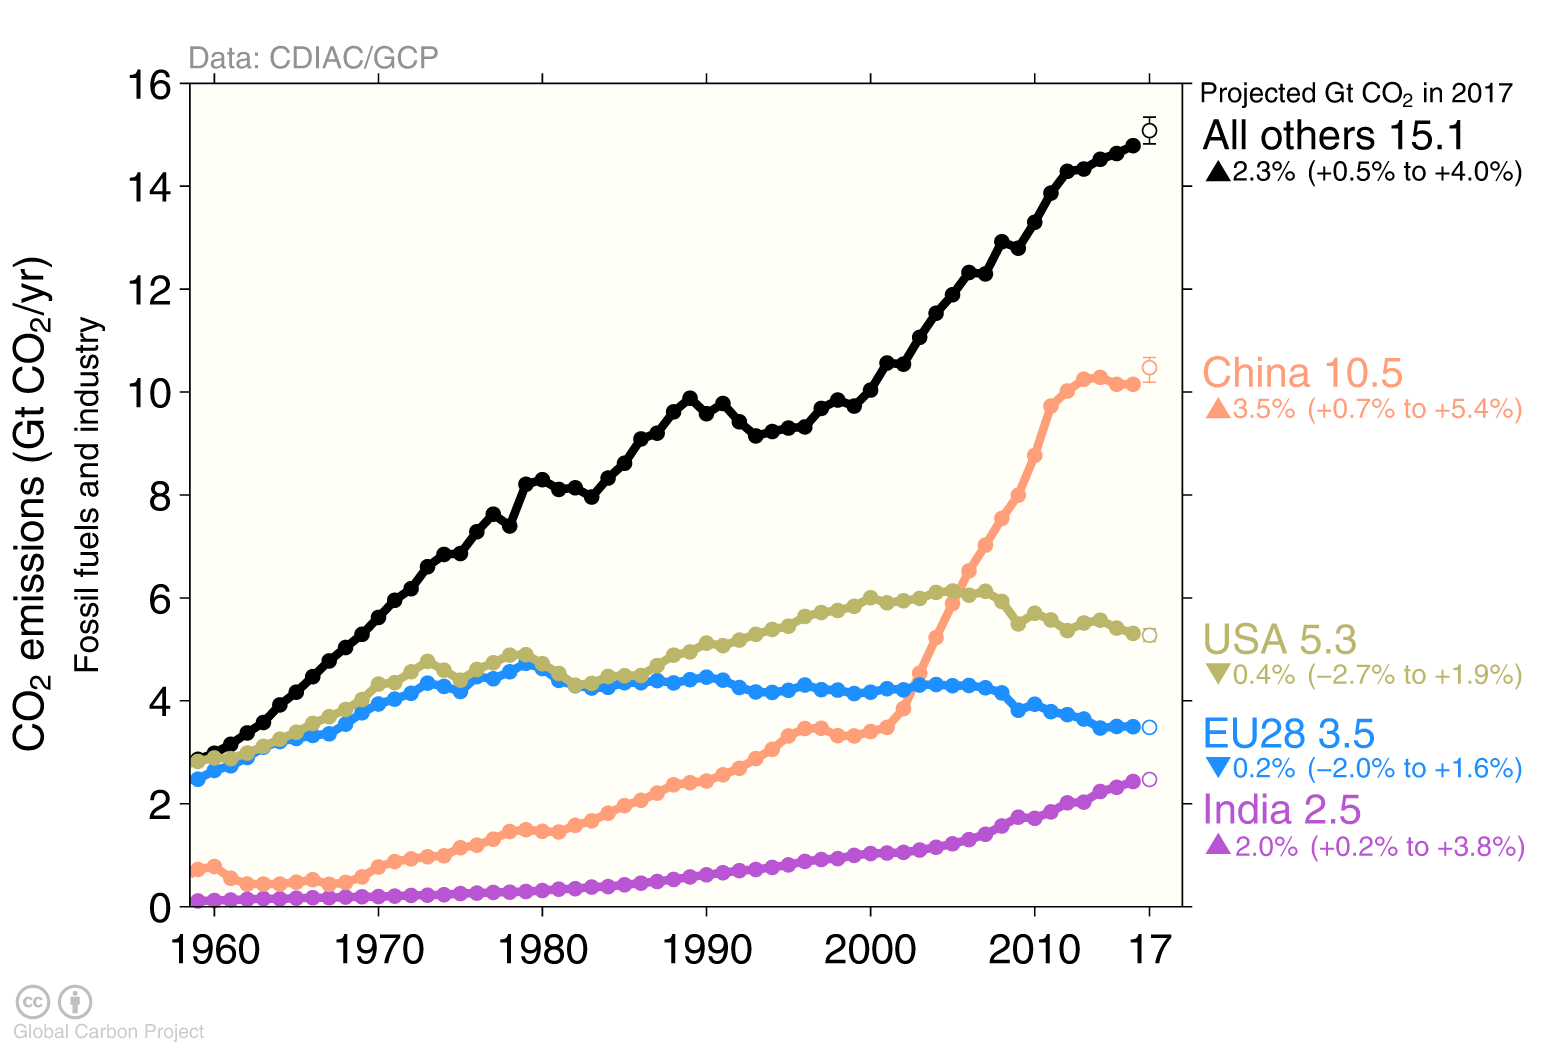 Data: CDIAC/GCP
CO2 emissions (Gt CO2/yr)
Fossil fuels and industry
16
14
12
10
8
6
4
2
0
1960 1970 1980 1990 2000 2010 17
Projected Gt CO2 in 2017
All others 15.1
▲2.3% (+0.5% to +4.0%)
China 10.5
▲3.5% (+0.7% to +5.4%)
USA 5.3
▼0.4% (−2.7% to +1.9%)
EU28 3.5
▼0.2% (−2.0% to +1.6%)
India 2.5
▲2.0% (+0.2% to +3.8%)
cc
Global Carbon Project